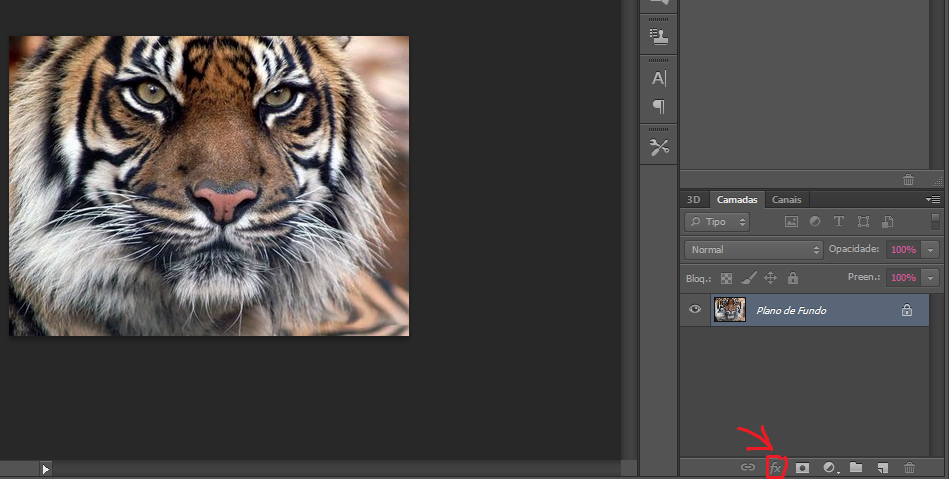 A|
¶
3D Camadas Canais
Tipo T
Normal Opacidade: 100%
Bloq.: Preen.: 100%
Plano de Fundo
fx